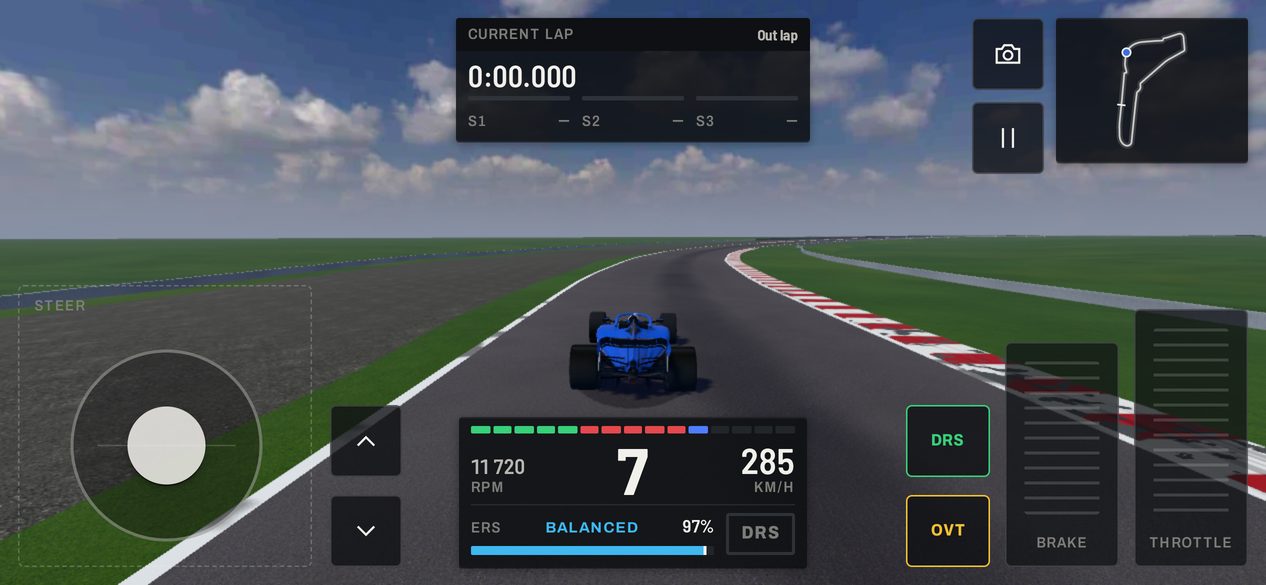 CURRENT LAP Out lap
0:00.000
S1 – S2 – S3 –
STEER
DRS
11 720 7 285
RPM KM/H
ERS BALANCED 97% DRS
OVT
BRAKE
THROTTLE